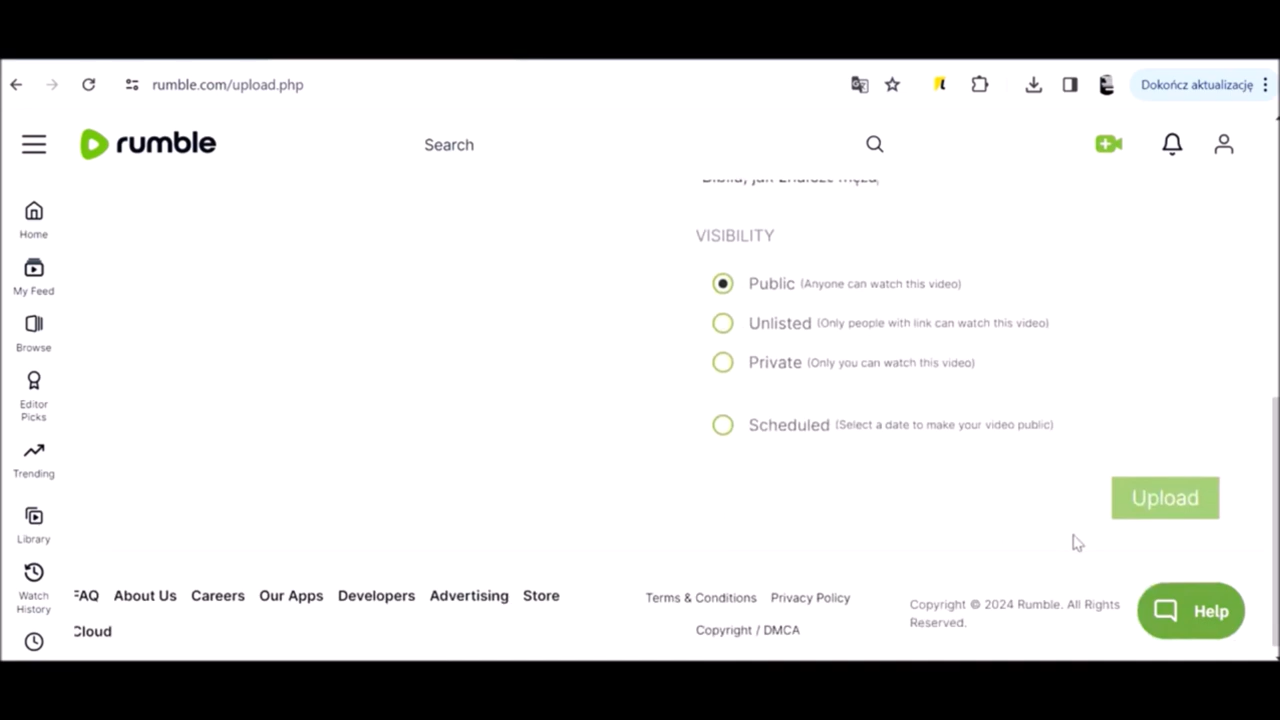 rumble.com/upload.php
Dokończ aktualizację
rumble
Search
VISIBILITY
Public (Anyone can watch this video)
Unlisted (Only people with link can watch this video)
Private (Only you can watch this video)
Scheduled (Select a date to make your video public)
Upload
Home
My Feed
Browse
Editor
Picks
Trending
Library
Watch
History
FAQ About Us Careers Our Apps Developers Advertising Store
Cloud
Terms & Conditions Privacy Policy
Copyright / DMCA
Copyright © 2024 Rumble. All Rights
Reserved.
Help